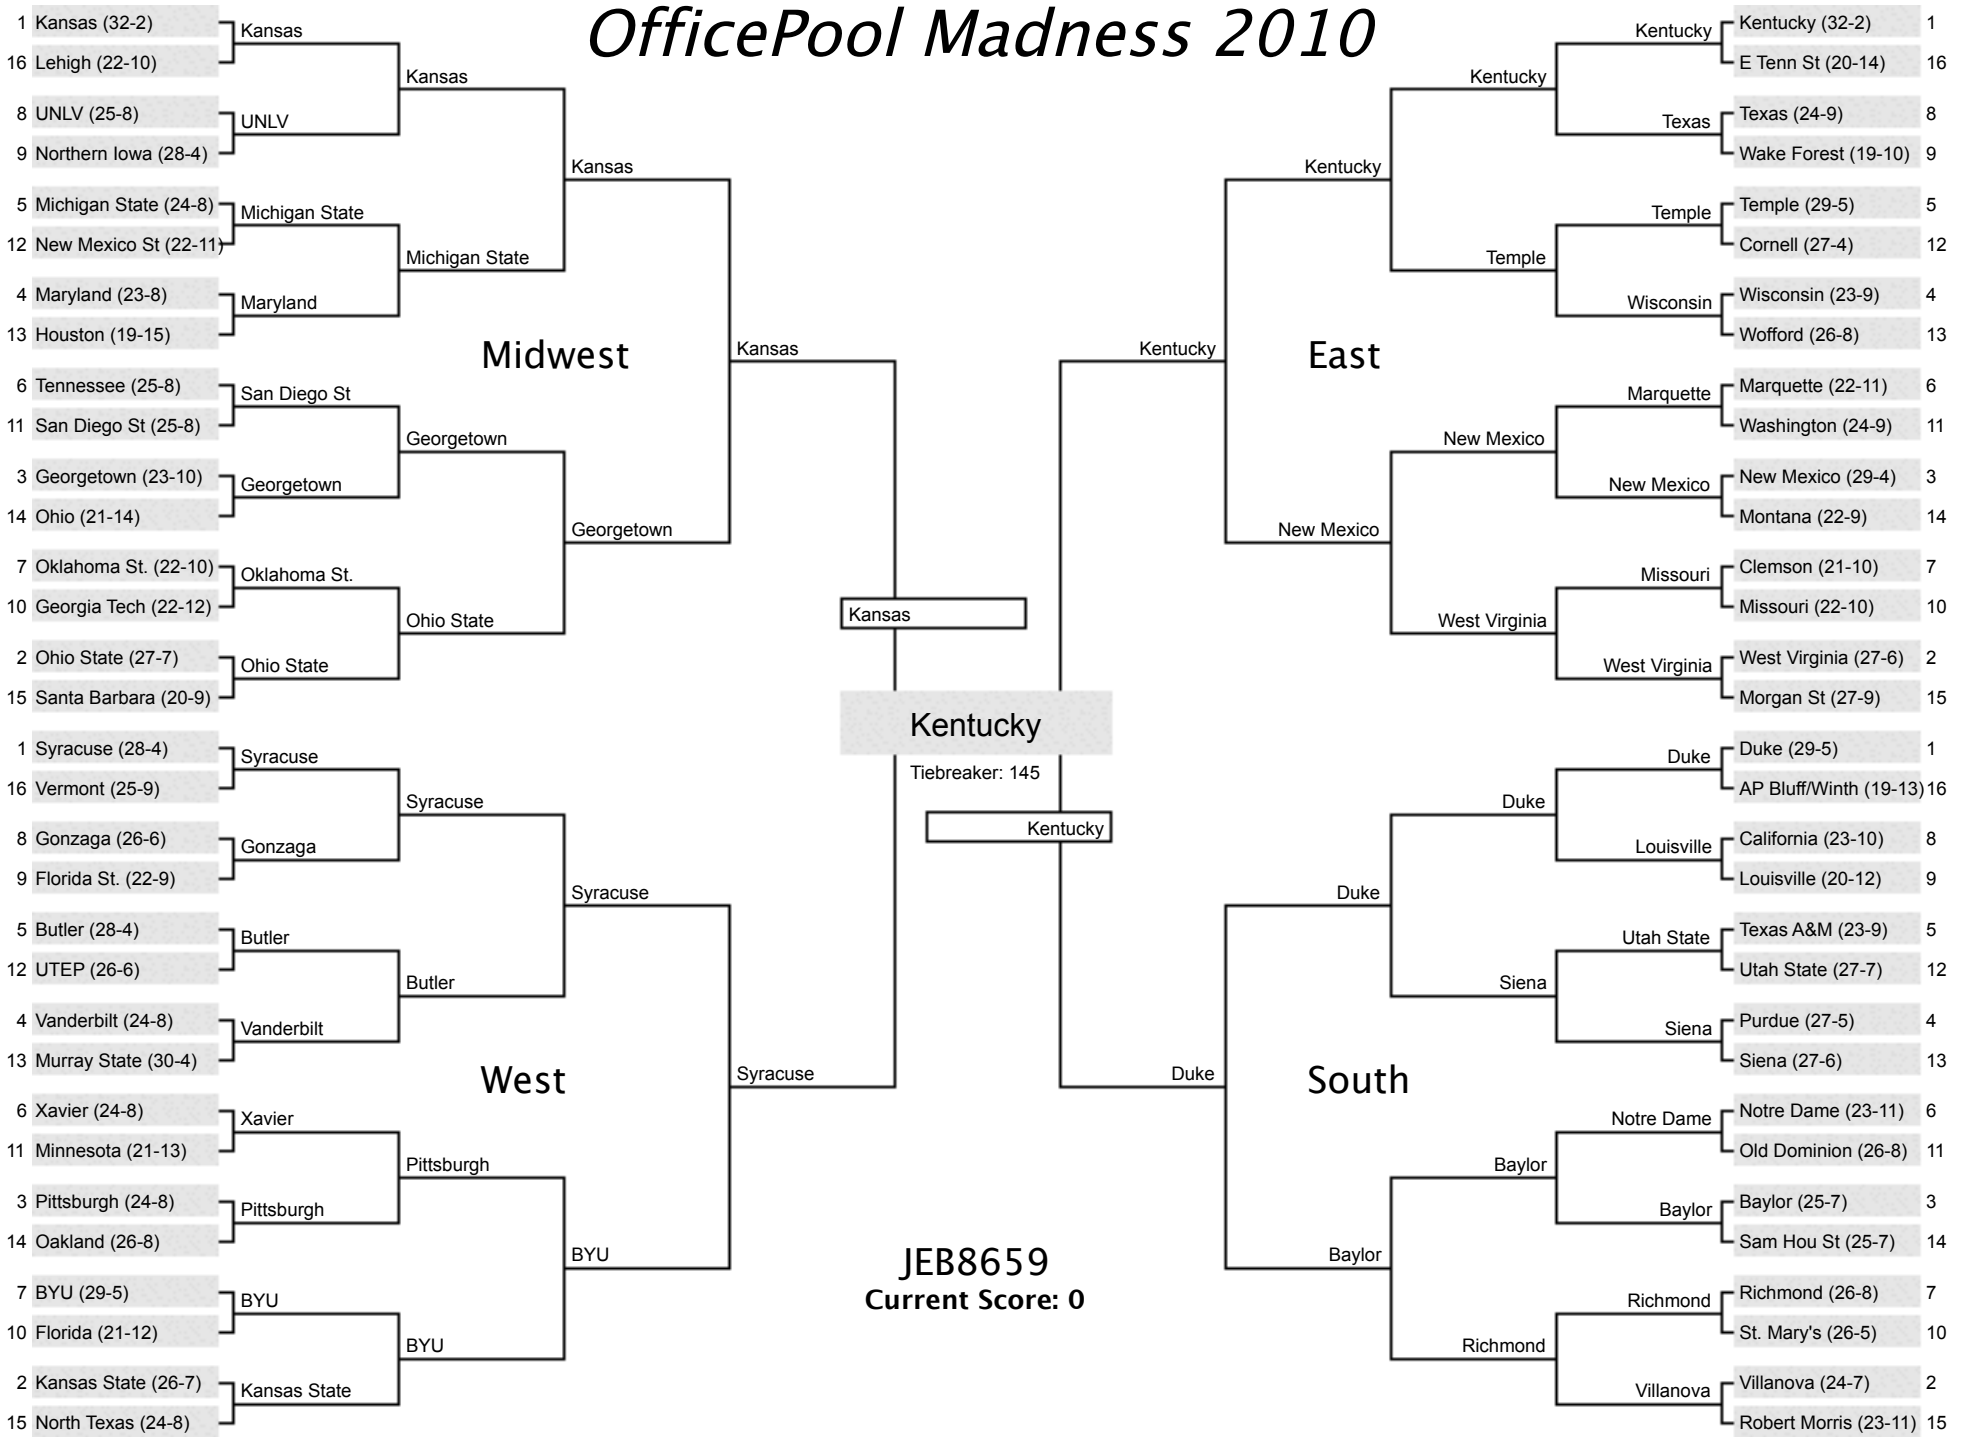 OfficePool Madness 2010
1 Kansas (32-2)
16 Lehigh (22-10)
8 UNLV (25-8)
9 Northern Iowa (28-4)
5 Michigan State (24-8)
12 New Mexico St (22-11)
4 Maryland (23-8)
13 Houston (19-15)
6 Tennessee (25-8)
11 San Diego St (25-8)
3 Georgetown (23-10)
14 Ohio (21-14)
7 Oklahoma St. (22-10)
10 Georgia Tech (22-12)
2 Ohio State (27-7)
15 Santa Barbara (20-9)
Kansas
UNLV
Michigan State
Maryland
San Diego St
Georgetown
Oklahoma St.
Ohio State
Kansas
Michigan State
Georgetown
Ohio State
Kansas
Georgetown
Midwest
Kansas
1 Syracuse (28-4)
16 Vermont (25-9)
8 Gonzaga (26-6)
9 Florida St. (22-9)
5 Butler (28-4)
12 UTEP (26-6)
4 Vanderbilt (24-8)
13 Murray State (30-4)
6 Xavier (24-8)
11 Minnesota (21-13)
3 Pittsburgh (24-8)
14 Oakland (26-8)
7 BYU (29-5)
10 Florida (21-12)
2 Kansas State (26-7)
15 North Texas (24-8)
Syracuse
Gonzaga
Butler
Vanderbilt
Xavier
Pittsburgh
BYU
Kansas State
Syracuse
Butler
Pittsburgh
BYU
Syracuse
BYU
West
Syracuse
Kansas
Kentucky
Tiebreaker: 145
Kentucky
JEB8659
Current Score: 0
Kentucky (32-2) 1
E Tenn St (20-14) 16
Texas (24-9) 8
Wake Forest (19-10) 9
Temple (29-5) 5
Cornell (27-4) 12
Wisconsin (23-9) 4
Wofford (26-8) 13
Marquette (22-11) 6
Washington (24-9) 11
New Mexico (29-4) 3
Montana (22-9) 14
Clemson (21-10) 7
Missouri (22-10) 10
West Virginia (27-6) 2
Morgan St (27-9) 15
Kentucky
Texas
Temple
Wisconsin
Marquette
New Mexico
Missouri
West Virginia
Kentucky
Temple
New Mexico
West Virginia
Kentucky
New Mexico
East
Kentucky
Duke (29-5) 1
AP Bluff/Winth (19-13) 16
California (23-10) 8
Louisville (20-12) 9
Texas A&M (23-9) 5
Utah State (27-7) 12
Purdue (27-5) 4
Siena (27-6) 13
Notre Dame (23-11) 6
Old Dominion (26-8) 11
Baylor (25-7) 3
Sam Hou St (25-7) 14
Richmond (26-8) 7
St. Mary's (26-5) 10
Villanova (24-7) 2
Robert Morris (23-11) 15
Duke
Louisville
Utah State
Siena
Notre Dame
Baylor
Richmond
Villanova
Duke
Siena
Baylor
Richmond
Duke
Baylor
South
Duke